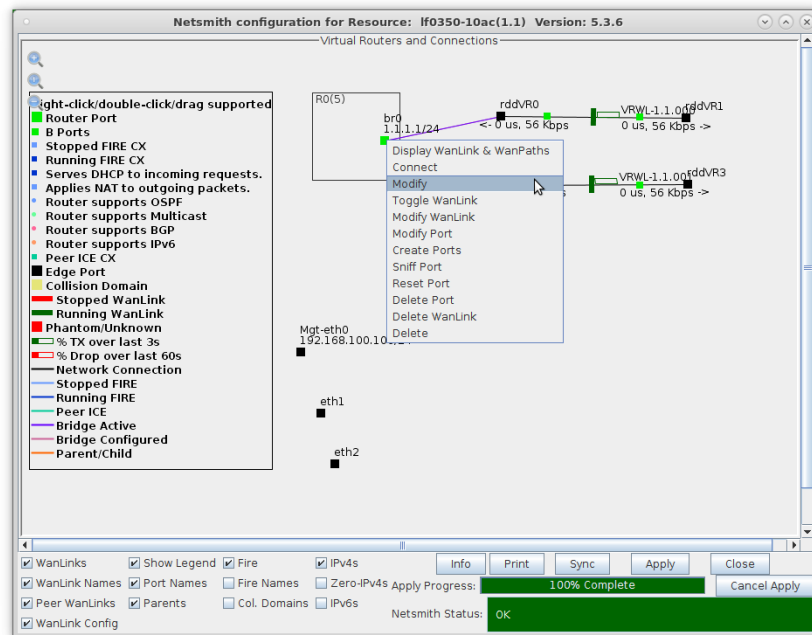 Netsmith configuration for Resource: lf0350-10ac(1.1) Version: 5.3.6
Virtual Routers and Connections
ight-click/double-click/drag supported
Router Port
B Ports
Stopped FIRE CX
Running FIRE CX
Serves DHCP to incoming requests.
Applies NAT to outgoing packets.
Router supports OSPF
Router supports Multicast
Router supports BGP
Router supports IPv6
Peer ICE CX
Edge Port
Collision Domain
Stopped WanLink
Running WanLink
Phantom/Unknown
% TX over last 3s
% Drop over last 60s
Network Connection
Stopped FIRE
Running FIRE
Peer ICE
Bridge Active
Bridge Configured
Parent/Child
R0(5)
br0
1.1.1.1/24
rddVR0
<- 0 us, 56 Kbps
VRWL-1.1.000
rddVR1
0 us, 56 Kbps ->
VRWL-1.1.001
rddVR3
0 us, 56 Kbps ->
Display WanLink & WanPaths
Connect
Modify
Toggle WanLink
Modify WanLink
Modify Port
Create Ports
Sniff Port
Reset Port
Delete Port
Delete WanLink
Delete
Mgt-eth0
eth1
eth2
WanLinks
Show Legend
Fire
IPv4s
Info
Print
Sync
Apply
Close
WanLink Names
Port Names
Fire Names
Zero-IPv4s
Apply Progress:
100% Complete
Cancel Apply
Peer WanLinks
Parents
Col. Domains
IPv6s
Netsmith Status:
OK
WanLink Config